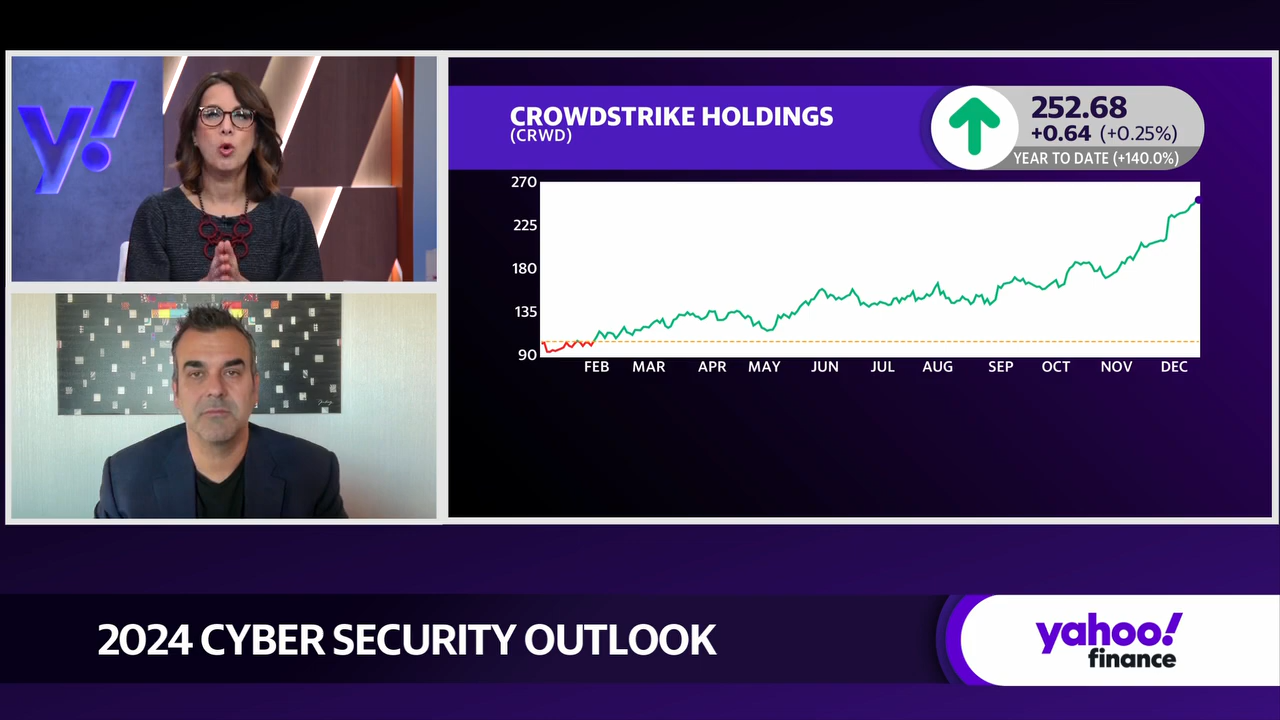 y!
CROWDSTRIKE HOLDINGS
(CRWD)
252.68
+0.64 (+0.25%)
YEAR TO DATE (+140.0%)
270
225
180
135
90
FEB MAR APR MAY JUN JUL AUG SEP OCT NOV DEC
2024 CYBER SECURITY OUTLOOK
yahoo!
finance